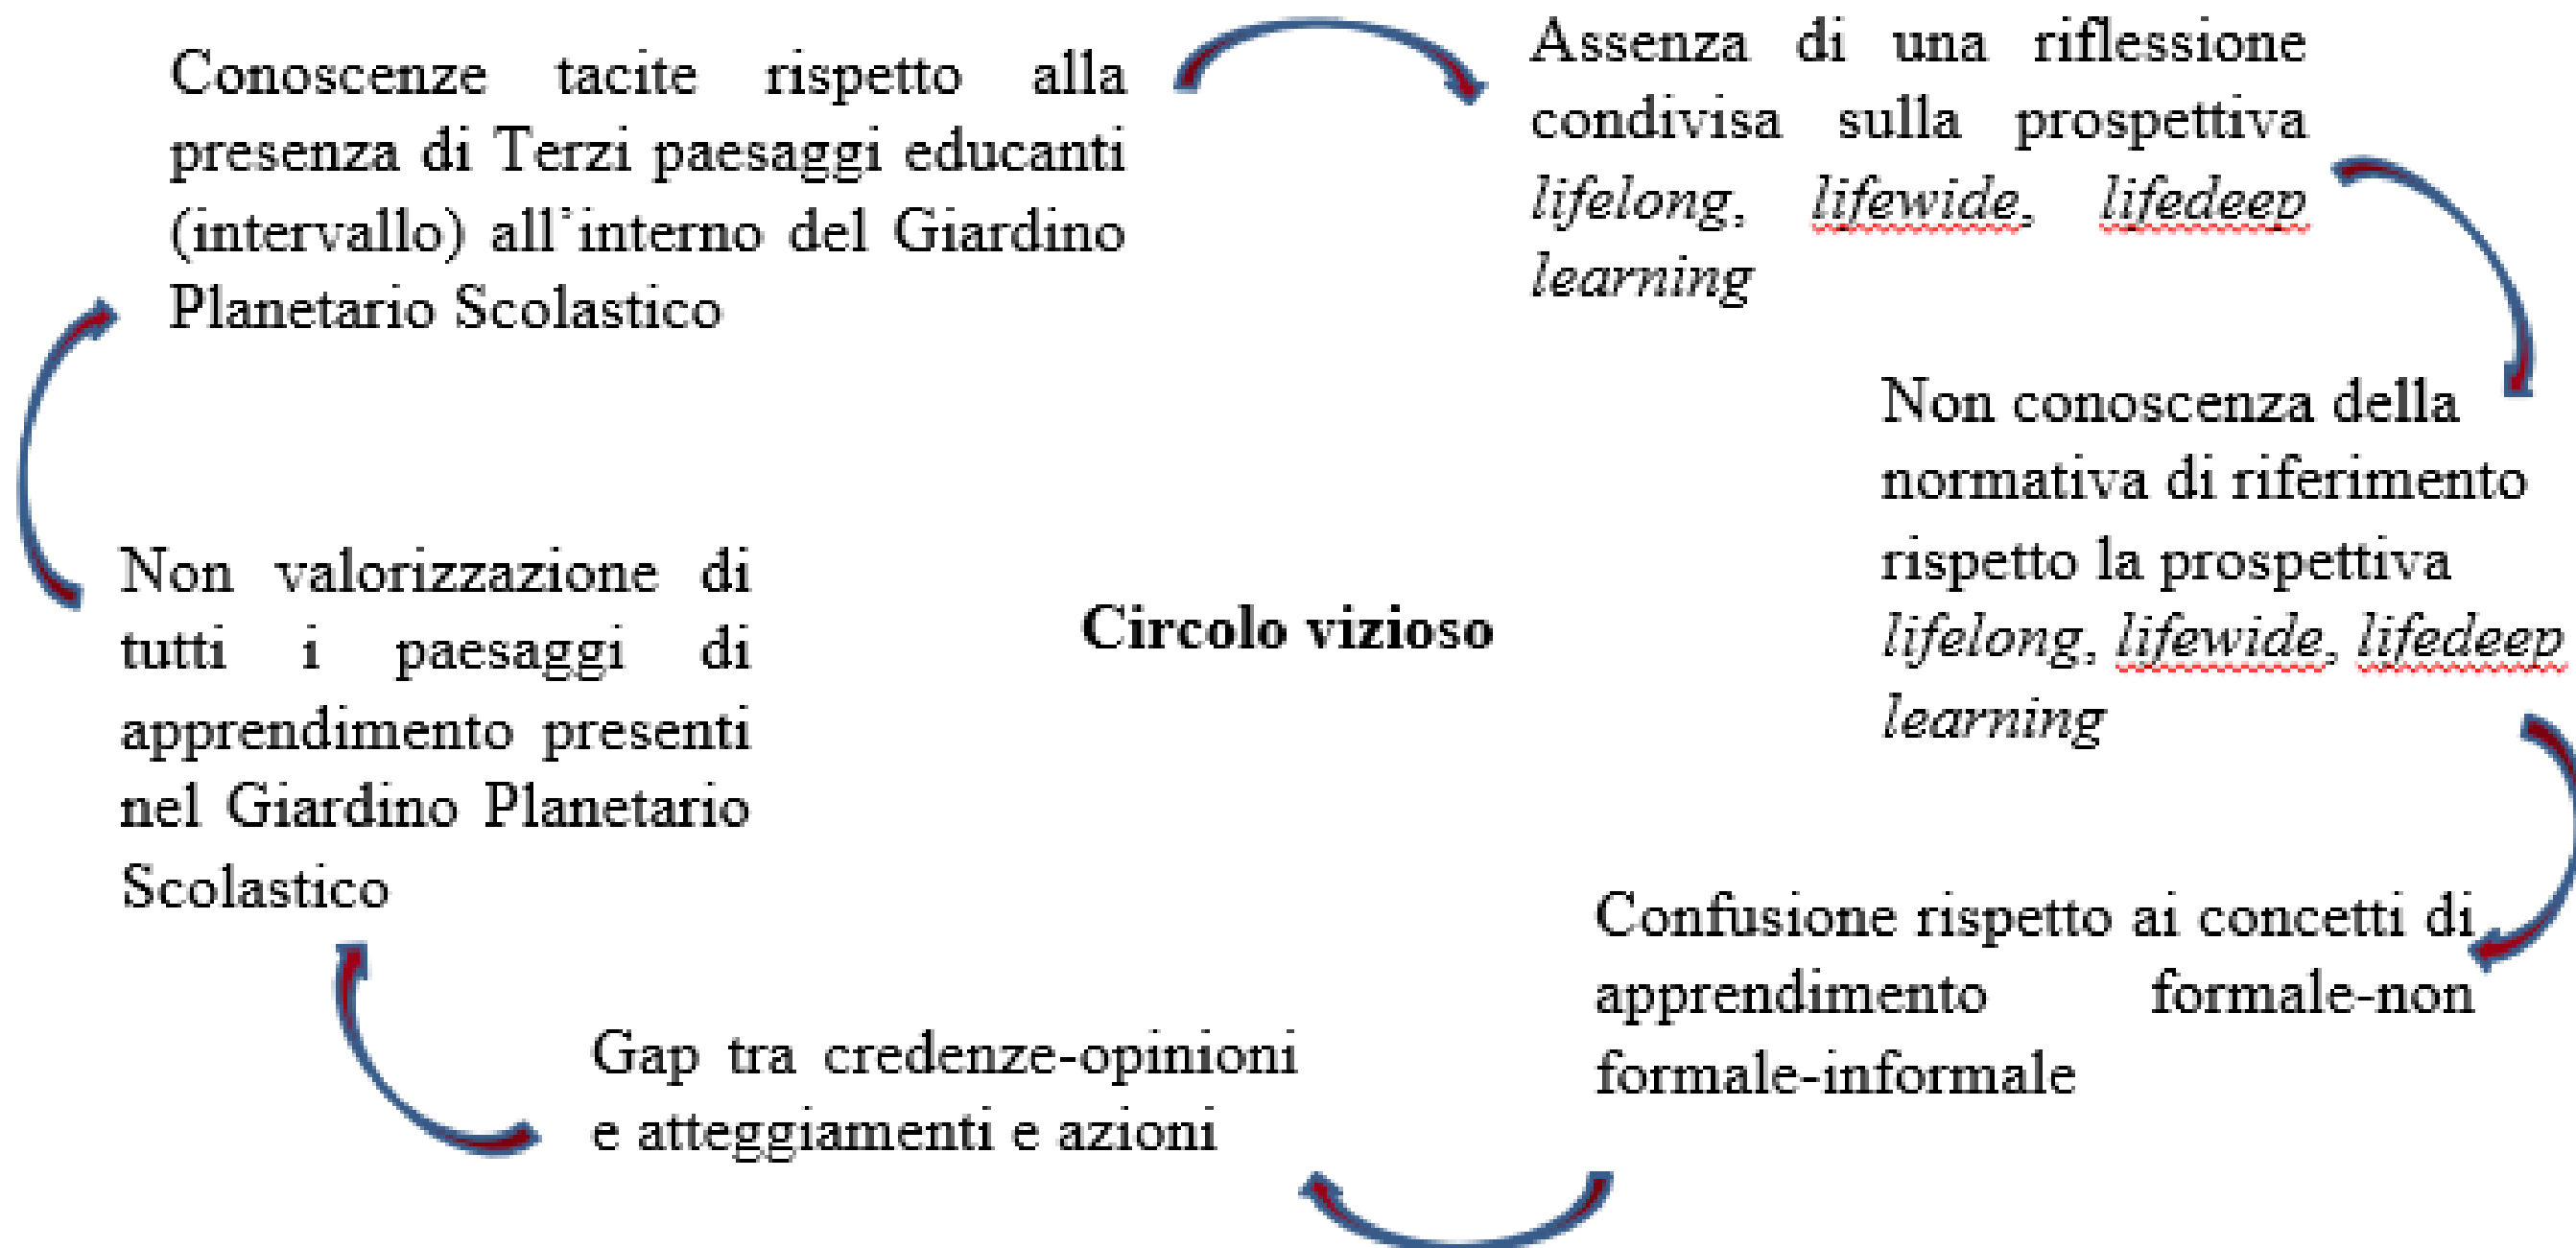 Conoscenze tacite rispetto alla
presenza di Terzi paesaggi educanti
(intervallo) all'interno del Giardino
Planetario Scolastico
Assenza di una riflessione
condivisa sulla prospettiva
lifelong, lifewide, lifedeep
learning
Non conoscenza della
normativa di riferimento
rispetto la prospettiva
lifelong, lifewide, lifedeep
learning
Confusione rispetto ai concetti di
apprendimento formale-non
formale-informale
Gap tra credenze-opinioni
e atteggiamenti e azioni
Non valorizzazione di
tutti i paesaggi di
apprendimento presenti
nel Giardino Planetario
Scolastico
Circolo vizioso